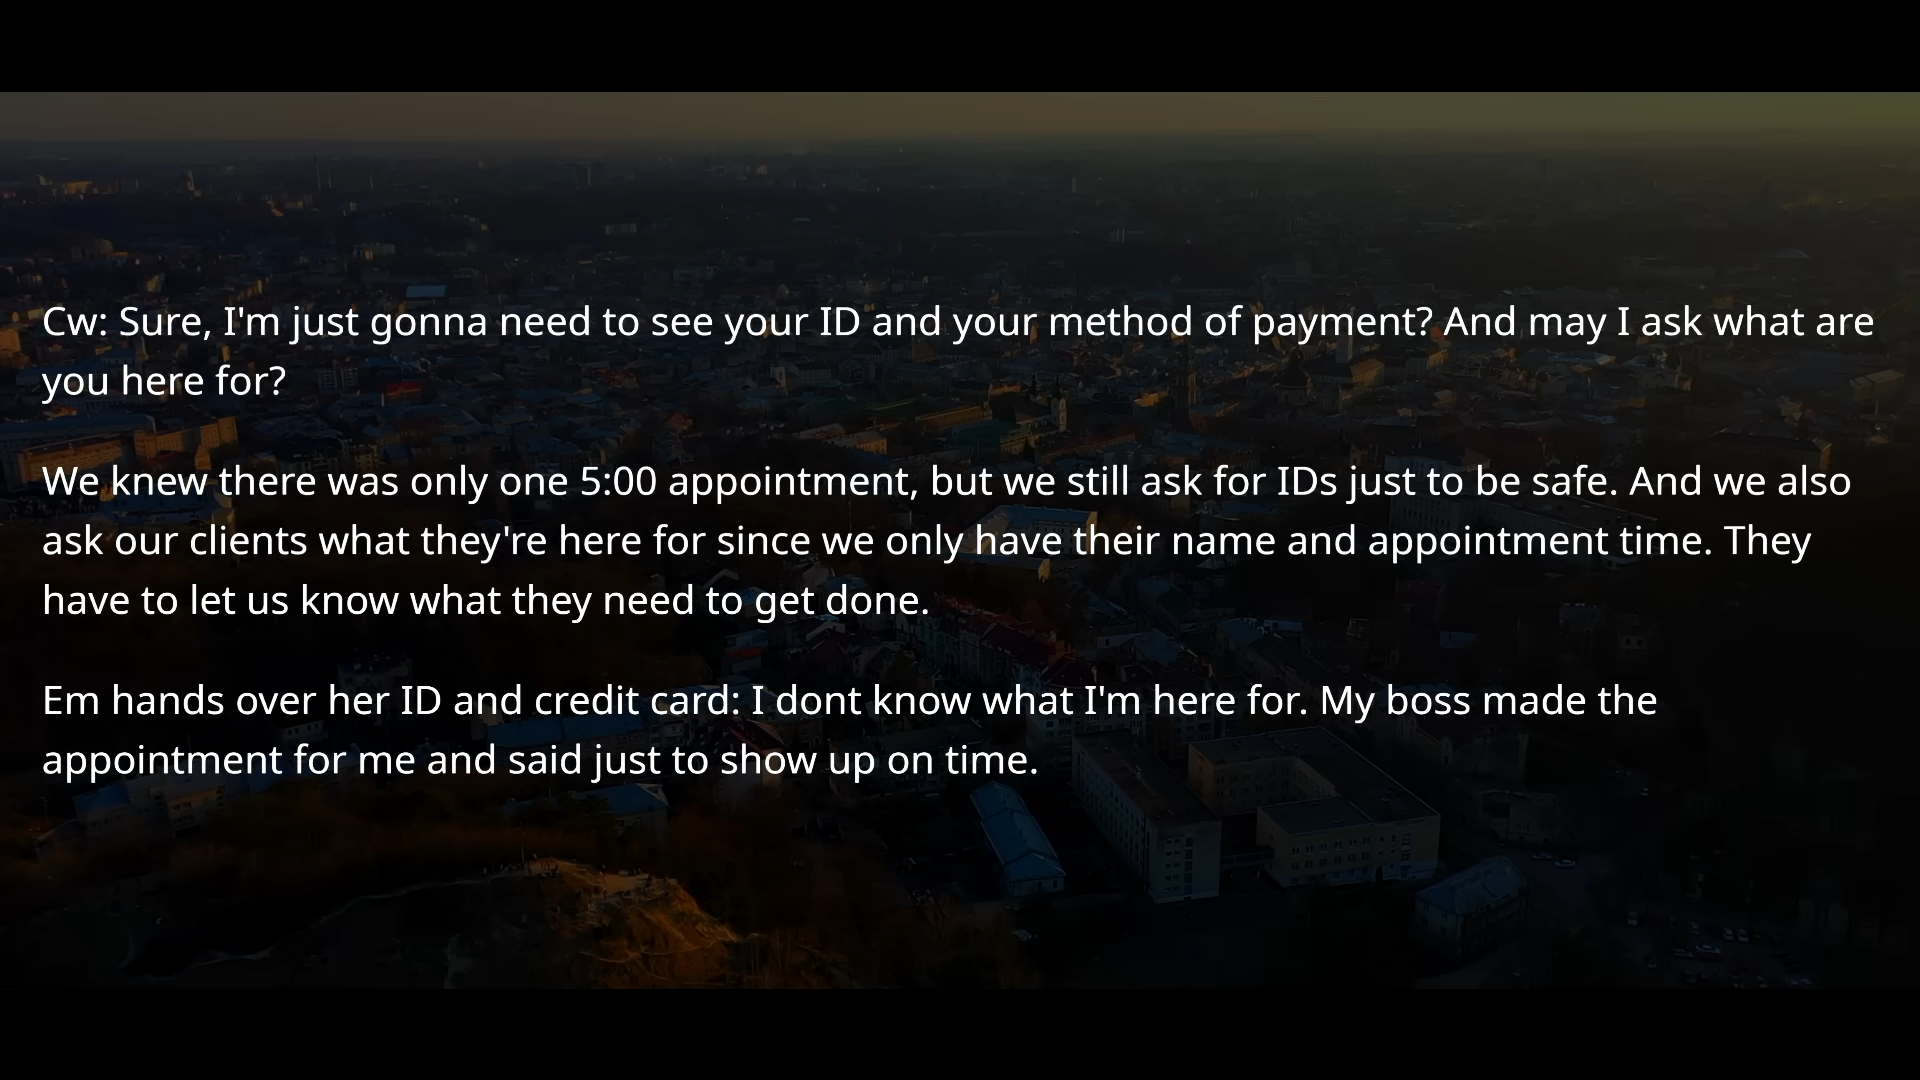 Cw: Sure, I'm just gonna need to see your ID and your method of payment? And may I ask what are
you here for?
We knew there was only one 5:00 appointment, but we still ask for IDs just to be safe. And we also
ask our clients what they're here for since we only have their name and appointment time. They
have to let us know what they need to get done.
Em hands over her ID and credit card: I dont know what I'm here for. My boss made the
appointment for me and said just to show up on time.